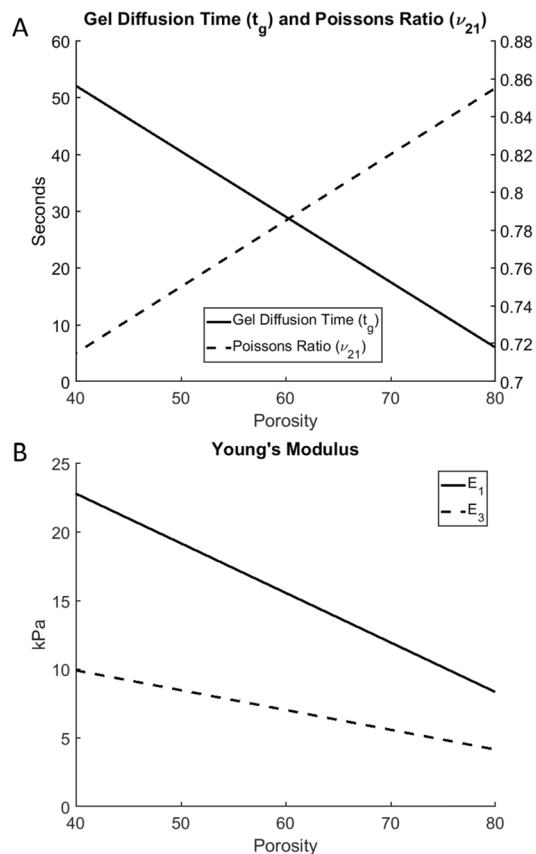 A
Gel Diffusion Time (t_g) and Poissons Ratio (ν_21)
60
50
40
30
20
10
0
Seconds
0.88
0.86
0.84
0.82
0.8
0.78
0.76
0.74
0.72
0.7
Gel Diffusion Time (t_g)
Poissons Ratio (ν_21)
40 50 60 70 80
Porosity
B
Young's Modulus
25
20
15
10
5
0
kPa
E_1
E_3
40 50 60 70 80
Porosity